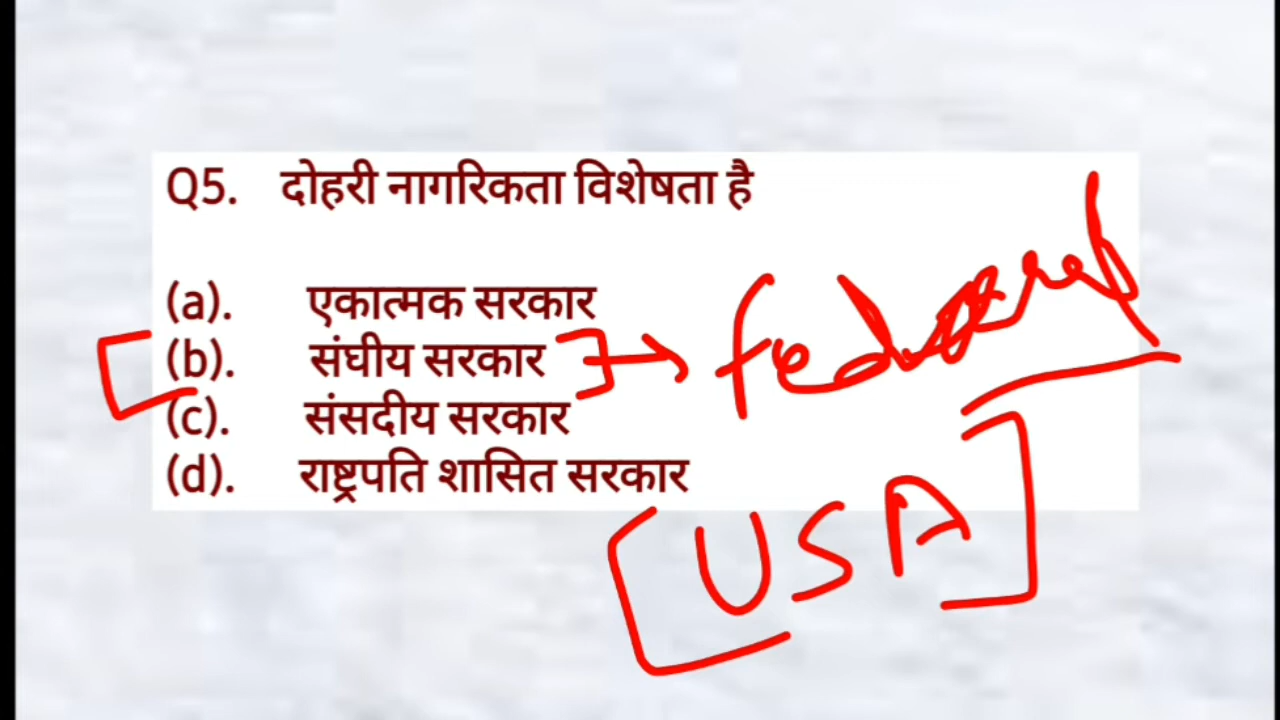 Q5. दोहरी नागरिकता विशेषता है
(a). एकात्मक सरकार
(b). संघीय सरकार
federal
(c). संसदीय सरकार
(d). राष्ट्रपति शासित सरकार
USA